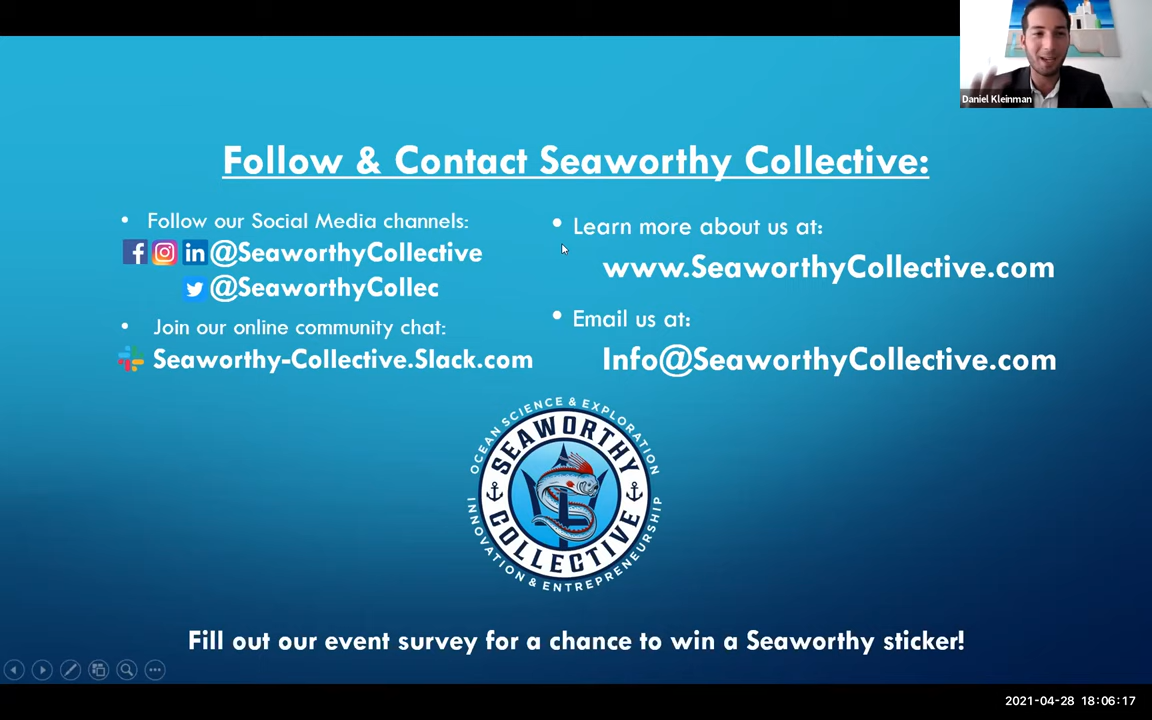 Daniel Kleinman
Follow & Contact Seaworthy Collective:
• Follow our Social Media channels:
@SeaworthyCollective
@SeaworthyCollec
• Join our online community chat:
Seaworthy-Collective.Slack.com
• Learn more about us at:
www.SeaworthyCollective.com
• Email us at:
Info@SeaworthyCollective.com
OCEAN SCIENCE & EXPLORATION
SEAWORTHY
COLLECTIVE
INNOVATION & ENTREPRENEURSHIP
Fill out our event survey for a chance to win a Seaworthy sticker!
2021-04-28 18:06:17